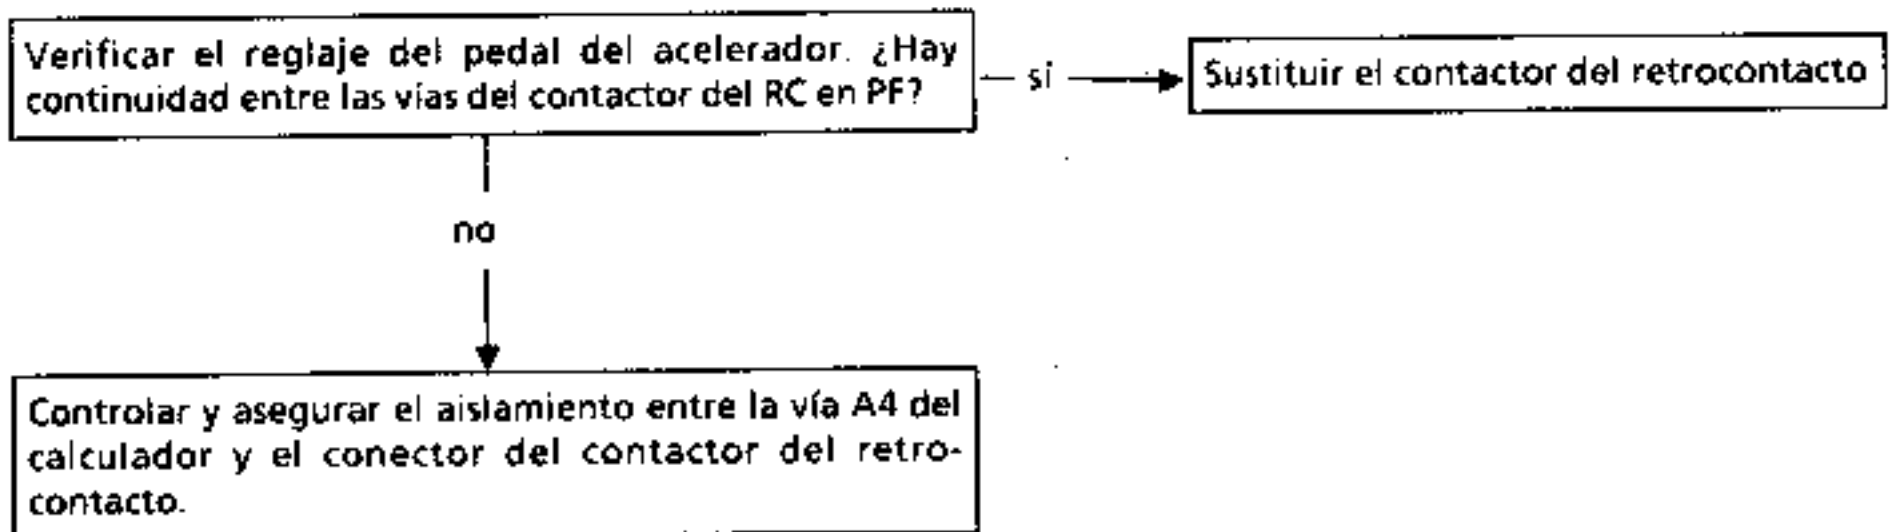 Verificar el reglaje del pedal del acelerador. ¿Hay
continuidad entre las vías del contactor del RC en PF?
si
Sustituir el contactor del retrocontacto
no
Controlar y asegurar el aislamiento entre la vía A4 del
calculador y el conector del contactor del retro-
contacto.